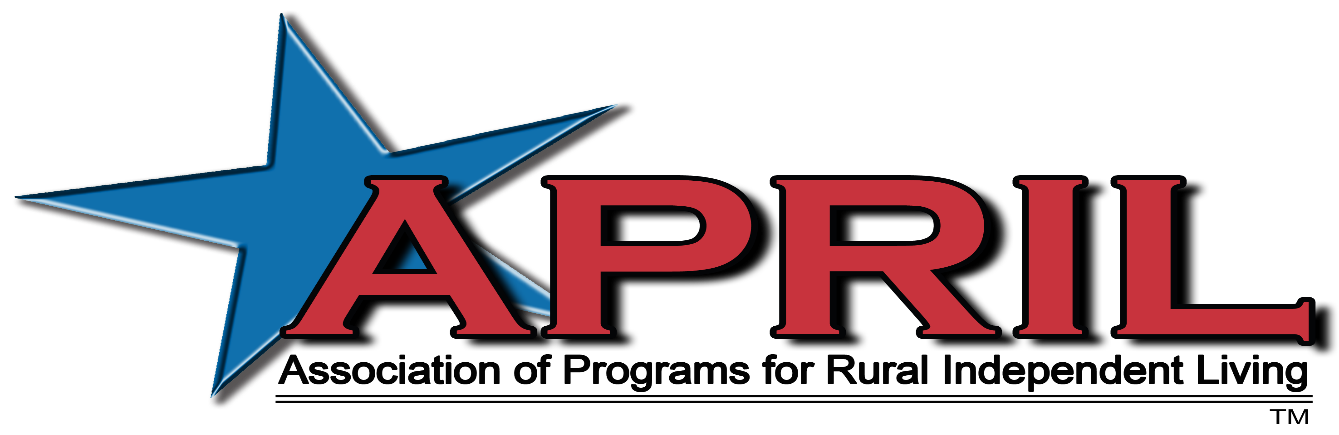 APRIL
Association of Programs for Rural Independent Living
TM